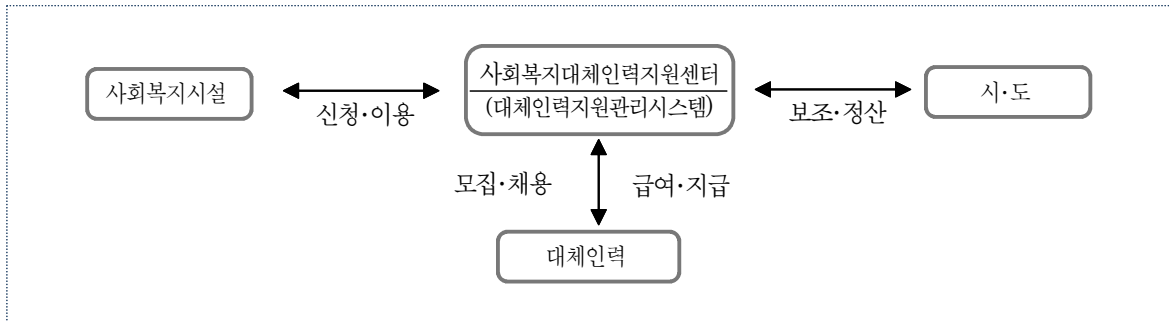 사회복지시설
신청·이용
사회복지대체인력지원센터
(대체인력지원관리시스템)
보조·정산
시·도
모집·채용
급여·지급
대체인력